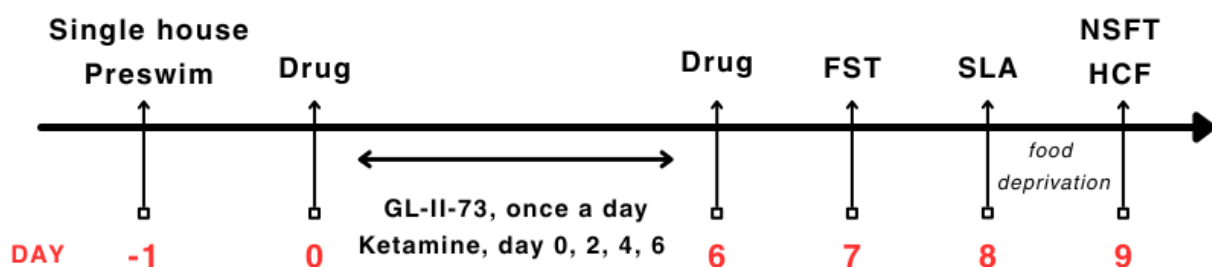 Single house
Preswim
Drug
Drug
FST
SLA
NSFT
HCF
food
deprivation
GL-II-73, once a day
Ketamine, day 0, 2, 4, 6
DAY -1 0 6 7 8 9